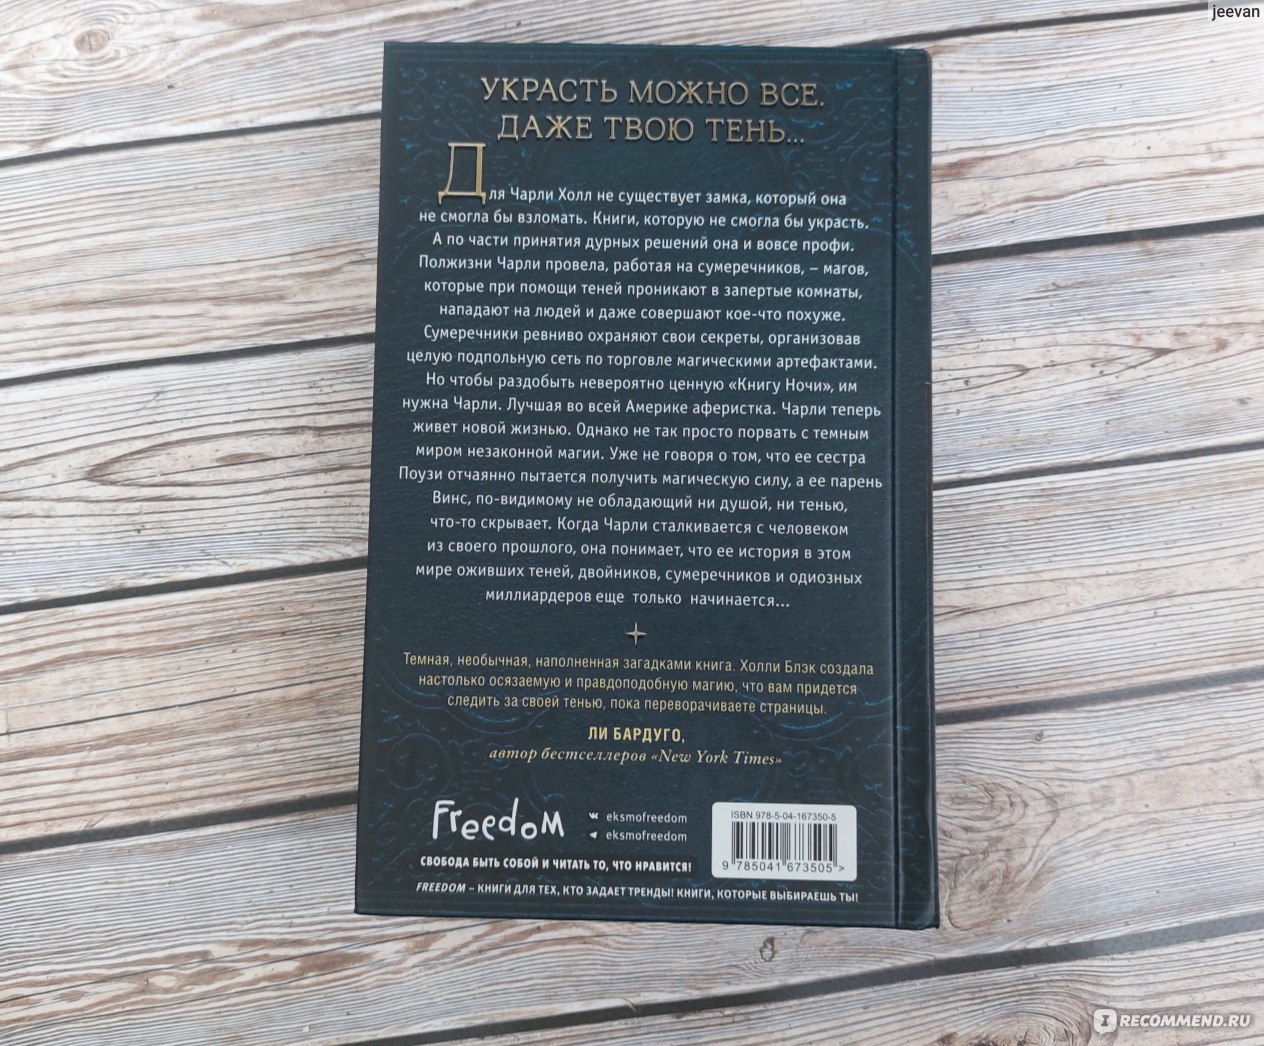 jeevan
УКРАСТЬ МОЖНО ВСЕ.
ДАЖЕ ТВОЮ ТЕНЬ...
Для Чарли Холл не существует замка, который она
не смогла бы взломать. Книги, которую не смогла бы украсть.
А по части принятия дурных решений она и вовсе профи.
Полжизни Чарли провела, работая на сумеречников, – магов,
которые при помощи теней проникают в запертые комнаты,
нападают на людей и даже совершают кое-что похуже.
Сумеречники ревниво охраняют свои секреты, организовав
целую подпольную сеть по торговле магическими артефактами.
Но чтобы раздобыть невероятно ценную «Книгу Ночи», им
нужна Чарли. Лучшая во всей Америке аферистка. Чарли теперь
живет новой жизнью. Однако не так просто порвать с темным
миром незаконной магии. Уже не говоря о том, что ее сестра
Поузи отчаянно пытается получить магическую силу, а ее парень
Винс, по-видимому не обладающий ни душой, ни тенью,
что-то скрывает. Когда Чарли сталкивается с человеком
из своего прошлого, она понимает, что ее история в этом
мире оживших теней, двойников, сумеречников и одиозных
миллиардеров еще только начинается...
Темная, необычная, наполненная загадками книга. Холли Блэк создала
настолько осязаемую и правдоподобную магию, что вам придется
следить за своей тенью, пока переворачиваете страницы.
ЛИ БАРДУГО,
автор бестселлеров «New York Times»
Freedom
eksmofreedom
eksmofreedom
СВОБОДА БЫТЬ СОБОЙ И ЧИТАТЬ ТО, ЧТО НРАВИТСЯ!
FREEDOM – КНИГИ ДЛЯ ТЕХ, КТО ЗАДАЕТ ТРЕНДЫ! КНИГИ, КОТОРЫЕ ВЫБИРАЕШЬ ТЫ!
ISBN 978-5-04-167350-5
9 785041 673505 >
RECOMMEND.RU